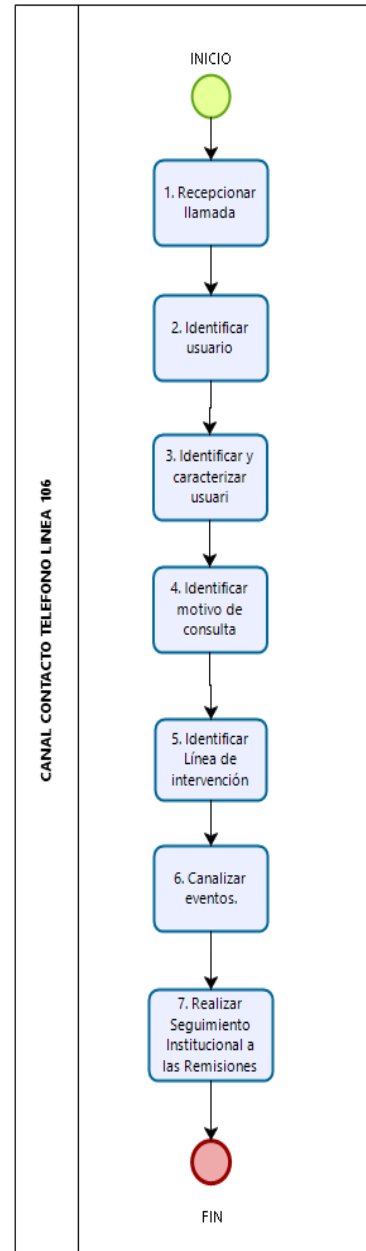 CANAL CONTACTO TELEFONO LINEA 106
INICIO
1. Recepcionar
llamada
2. Identificar
usuario
3. Identificar y
caracterizar
usuari
4. Identificar
motivo de
consulta
5. Identificar
Línea de
intervención
6. Canalizar
eventos.
7. Realizar
Seguimiento
Institucional a
las Remisiones
FIN